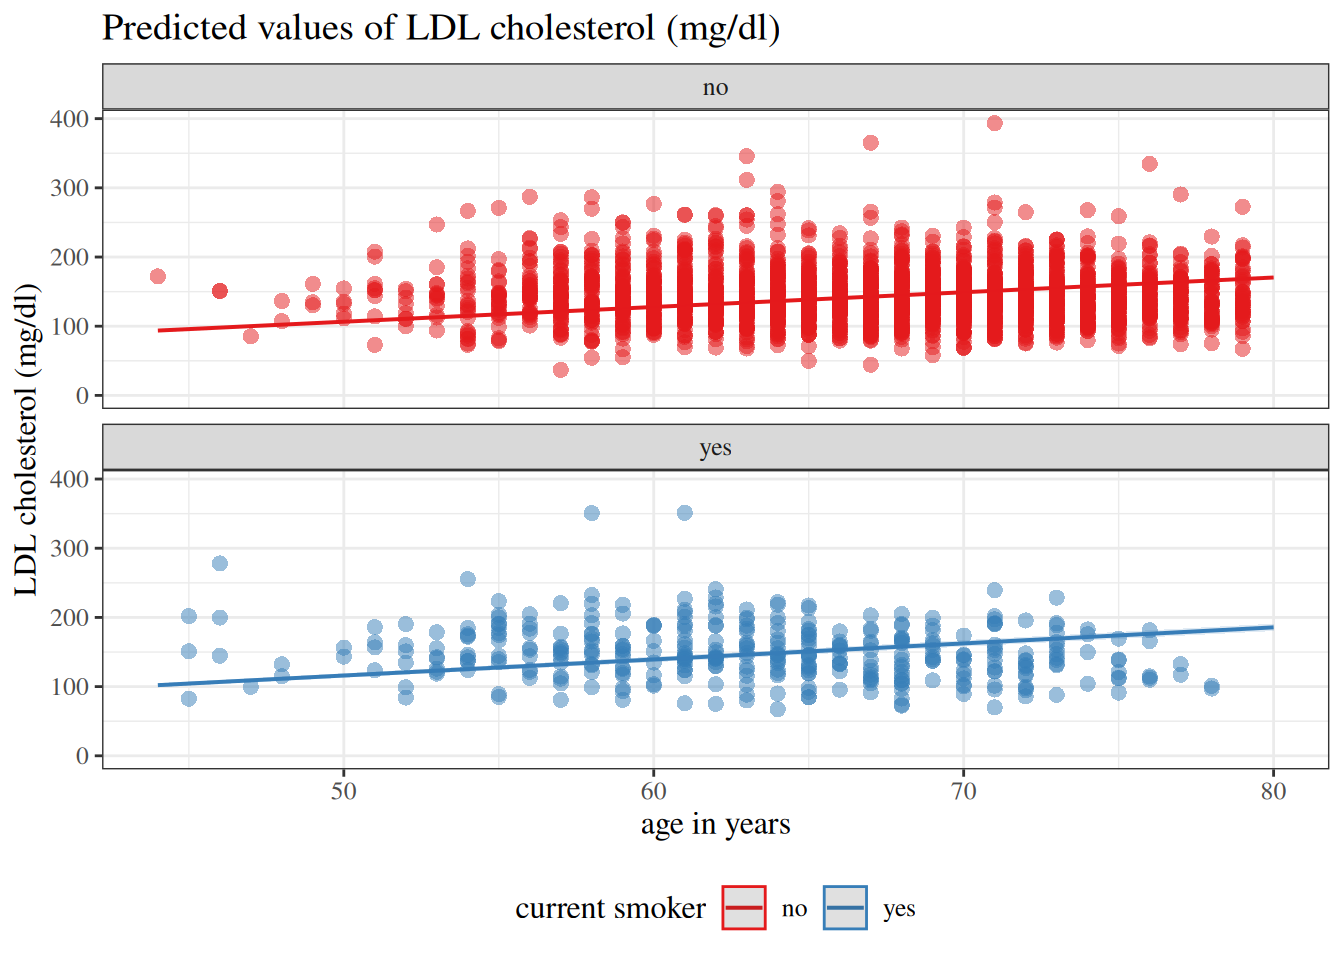 Predicted values of LDL cholesterol (mg/dl)
no
400
300
200
100
0
yes
400
300
200
100
0
LDL cholesterol (mg/dl)
50 60 70 80
age in years
current smoker no yes